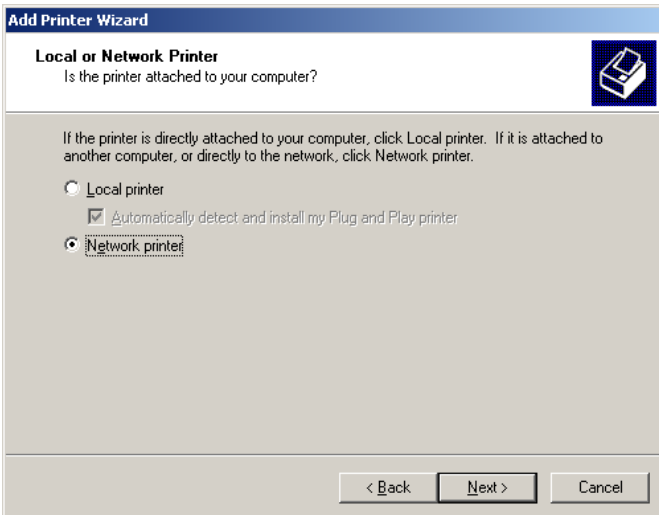 Add Printer Wizard
Local or Network Printer
Is the printer attached to your computer?
If the printer is directly attached to your computer, click Local printer. If it is attached to
another computer, or directly to the network, click Network printer.
Local printer
Automatically detect and install my Plug and Play printer
Network printer
< Back Next > Cancel